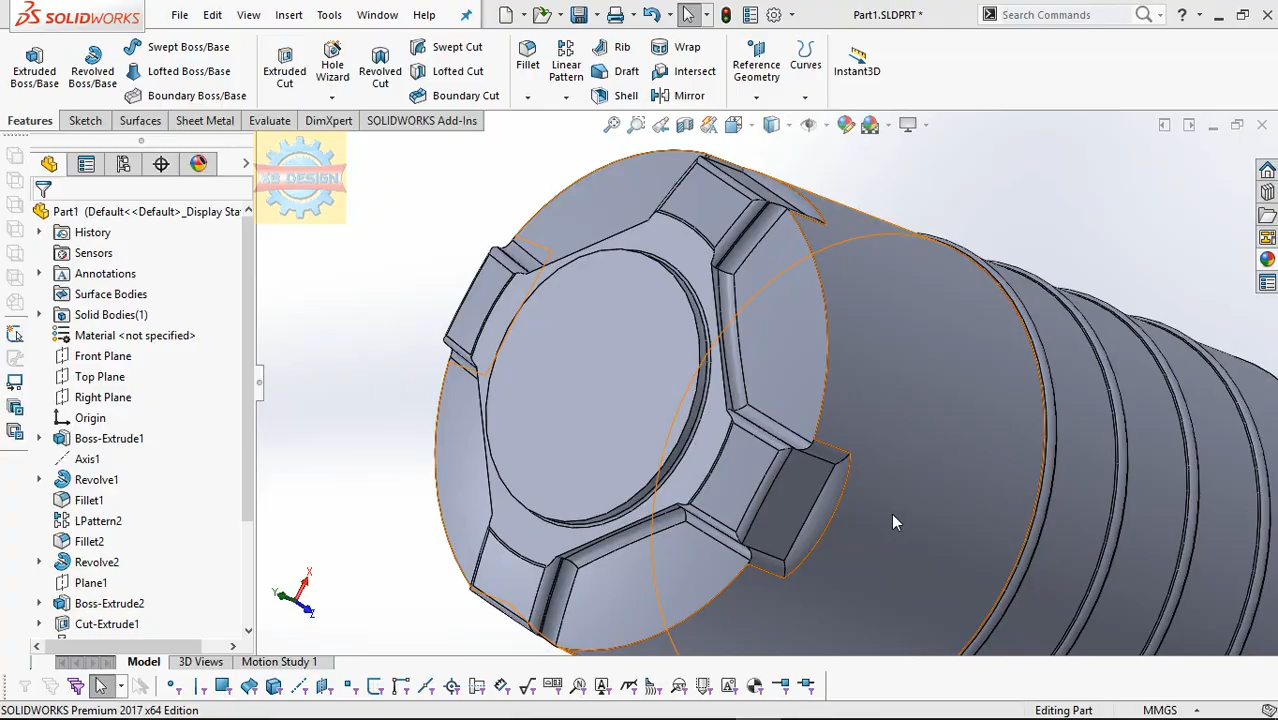 SOLIDWORKS
File Edit View Insert Tools Window Help
Part1.SLDPRT *
Search Commands
?
Extruded Boss/Base
Revolved Boss/Base
Swept Boss/Base
Lofted Boss/Base
Boundary Boss/Base
Extruded Cut
Hole Wizard
Revolved Cut
Swept Cut
Lofted Cut
Boundary Cut
Fillet
Linear Pattern
Rib
Draft
Shell
Wrap
Intersect
Mirror
Reference Geometry
Curves
Instant3D
Features Sketch Surfaces Sheet Metal Evaluate DimXpert SOLIDWORKS Add-Ins
XS DESIGN
Part1 (Default<<Default>_Display Sta
History
Sensors
Annotations
Surface Bodies
Solid Bodies(1)
Material <not specified>
Front Plane
Top Plane
Right Plane
Origin
Boss-Extrude1
Axis1
Revolve1
Fillet1
LPattern2
Fillet2
Revolve2
Plane1
Boss-Extrude2
Cut-Extrude1
X
Y
Z
Model 3D Views Motion Study 1
SOLIDWORKS Premium 2017 x64 Edition
Editing Part
MMGS